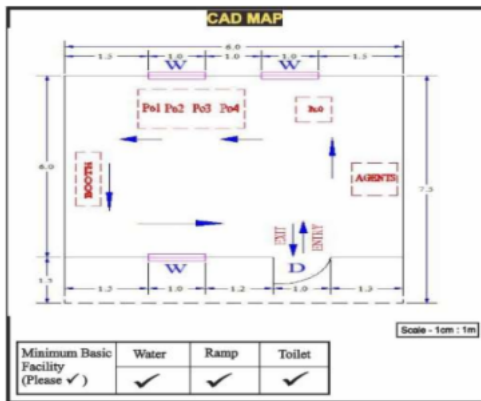 CAD MAP
6.0
1.5 1.0 1.0 1.0 1.5
W W
Po1 Po2 Po3 Po4
BOOTH
AGENTS
6.0
7.5
EXIT
ENTRY
W D
1.5
1.5 1.0 1.2 1.0 1.5
Scale - 1cm : 1m
Minimum Basic Facility (Please ✓) Water Ramp Toilet
✓ ✓ ✓